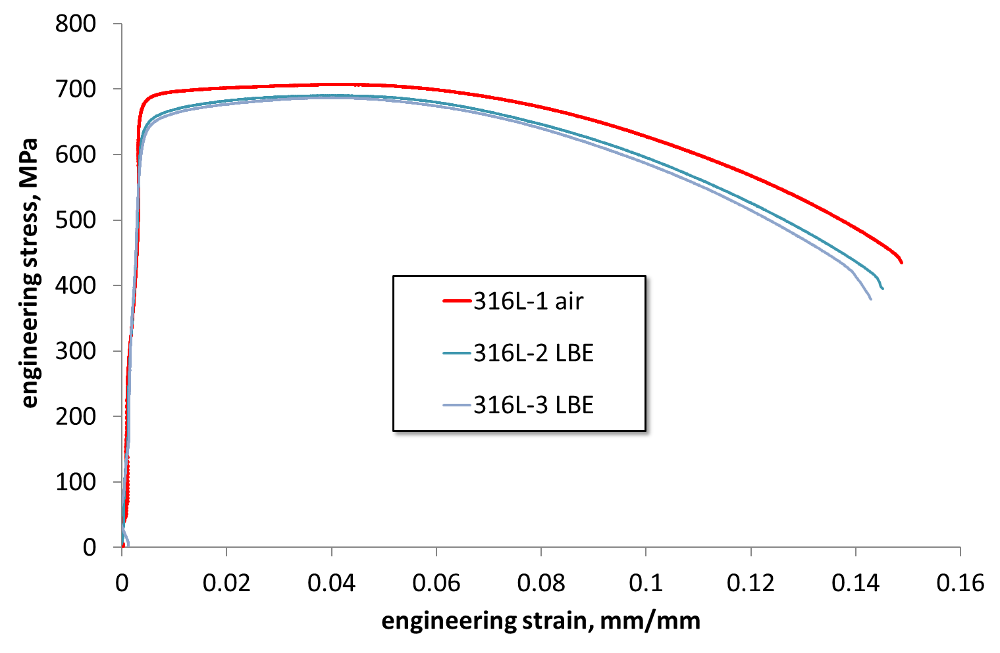 800
700
600
500
400
300
200
100
0
engineering stress, MPa
316L-1 air
316L-2 LBE
316L-3 LBE
0 0.02 0.04 0.06 0.08 0.1 0.12 0.14 0.16
engineering strain, mm/mm